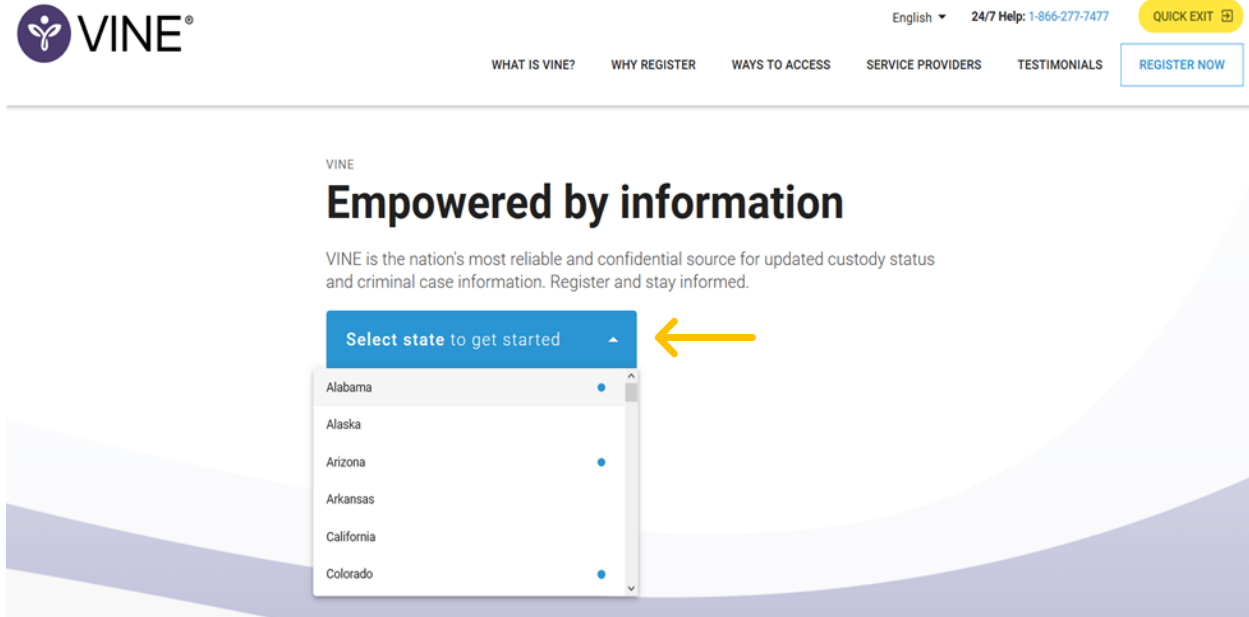 VINE®
English
24/7 Help: 1-866-277-7477
QUICK EXIT
WHAT IS VINE?
WHY REGISTER
WAYS TO ACCESS
SERVICE PROVIDERS
TESTIMONIALS
REGISTER NOW
VINE
Empowered by information
VINE is the nation's most reliable and confidential source for updated custody status
and criminal case information. Register and stay informed.
Select state to get started
Alabama
Alaska
Arizona
Arkansas
California
Colorado